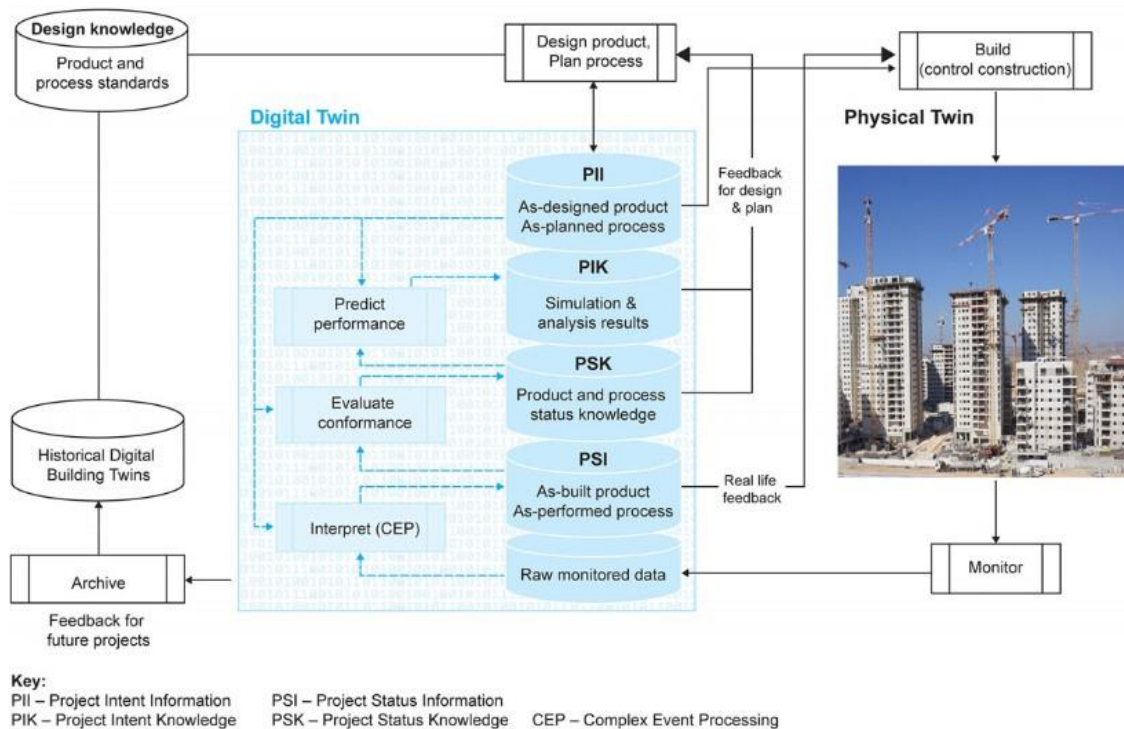 Design knowledge
Product and
process standards
Design product,
Plan process
Build
(control construction)
Digital Twin
Physical Twin
PII
As-designed product
As-planned process
Feedback
for design
& plan
PIK
Simulation &
analysis results
Predict
performance
PSK
Product and process
status knowledge
Evaluate
conformance
Historical Digital
Building Twins
PSI
As-built product
As-performed process
Real life
feedback
Interpret (CEP)
Raw monitored data
Monitor
Archive
Feedback for
future projects
Key:
PII – Project Intent Information PSI – Project Status Information
PIK – Project Intent Knowledge PSK – Project Status Knowledge CEP – Complex Event Processing